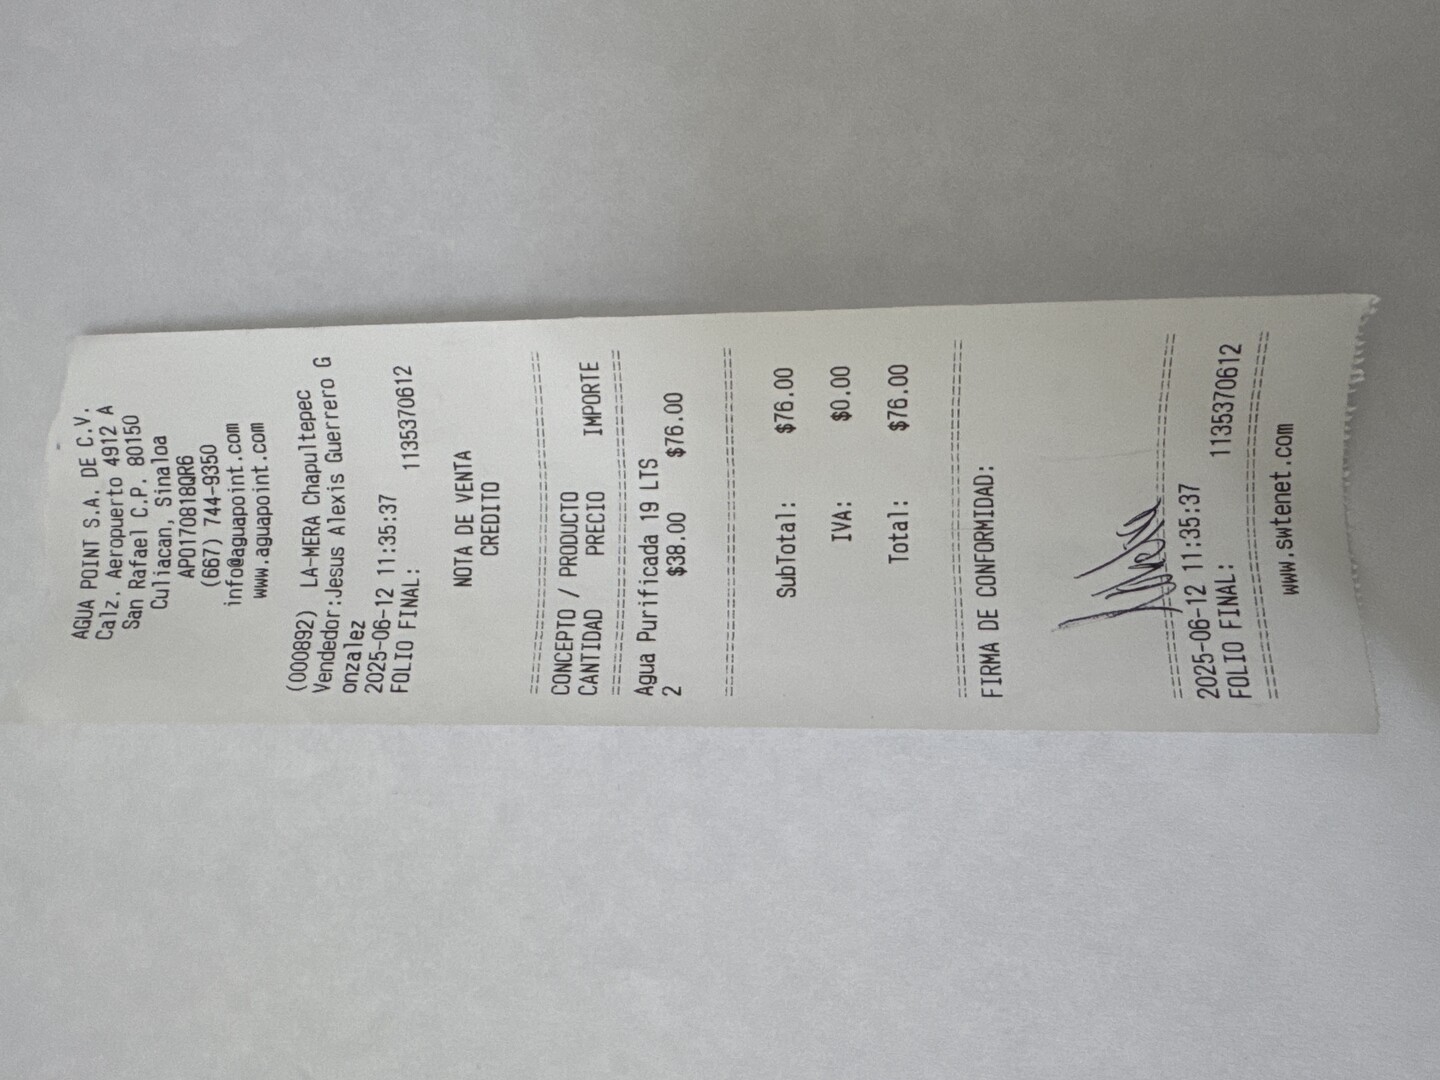 AGUA POINT S.A. DE C.V.
Calz. Aeropuerto 4912 A
San Rafael C.P. 80150
Culiacan, Sinaloa
APO170818QR6
(667) 744-9350
info@aguapoint.com
www.aguapoint.com
(000892) LA-MERA Chapultepec
Vendedor:Jesus Alexis Guerrero G
onzalez
2025-06-12 11:35:37
FOLIO FINAL: 1135370612
NOTA DE VENTA
CREDITO
CONCEPTO / PRODUCTO
CANTIDAD PRECIO IMPORTE
Agua Purificada 19 LTS
2 $38.00 $76.00
SubTotal: $76.00
IVA: $0.00
Total: $76.00
FIRMA DE CONFORMIDAD:
2025-06-12 11:35:37
FOLIO FINAL: 1135370612
www.swtenet.com